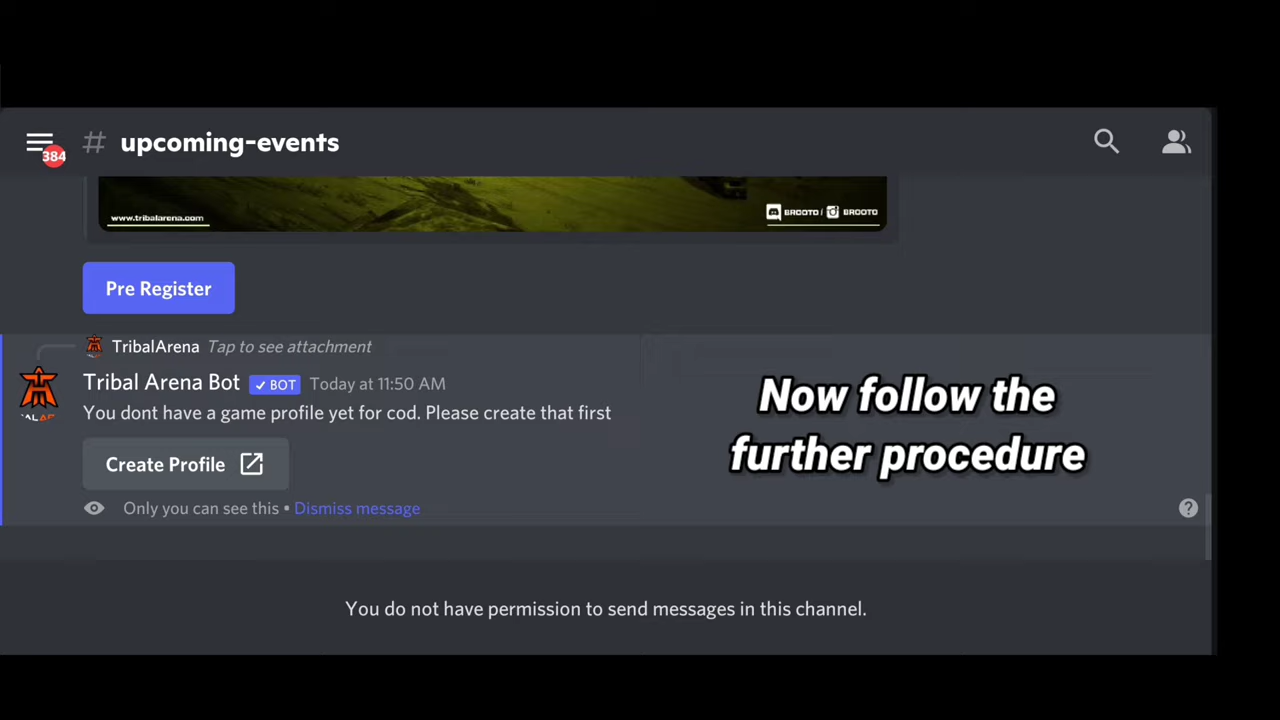 384
# upcoming-events
www.tribalarena.com
BROOTO / BROOTO
Pre Register
TribalArena Tap to see attachment
Tribal Arena Bot ✓ BOT Today at 11:50 AM
You dont have a game profile yet for cod. Please create that first
Create Profile
Only you can see this • Dismiss message
Now follow the
further procedure
You do not have permission to send messages in this channel.